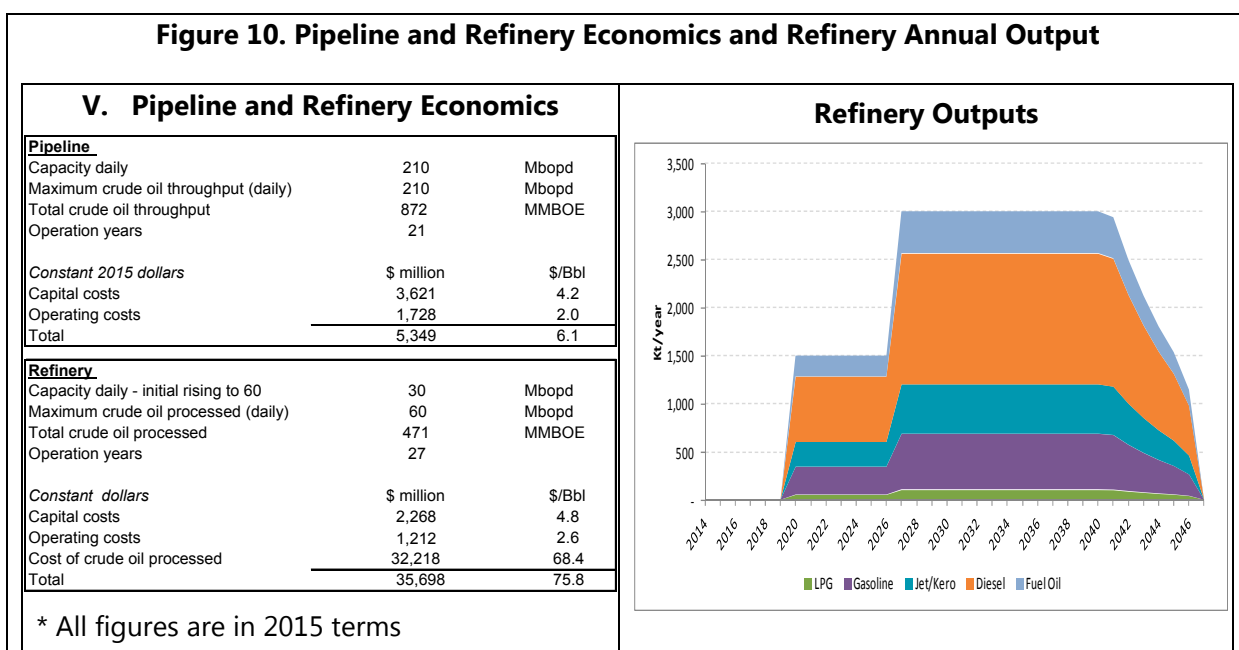 Figure 10. Pipeline and Refinery Economics and Refinery Annual Output
V. Pipeline and Refinery Economics
Pipeline
Capacity daily 210 Mbopd
Maximum crude oil throughput (daily) 210 Mbopd
Total crude oil throughput 872 MMBOE
Operation years 21
Constant 2015 dollars $ million $/Bbl
Capital costs 3,621 4.2
Operating costs 1,728 2.0
Total 5,349 6.1
Refinery
Capacity daily - initial rising to 60 30 Mbopd
Maximum crude oil processed (daily) 60 Mbopd
Total crude oil processed 471 MMBOE
Operation years 27
Constant dollars $ million $/Bbl
Capital costs 2,268 4.8
Operating costs 1,212 2.6
Cost of crude oil processed 32,218 68.4
Total 35,698 75.8
* All figures are in 2015 terms
Refinery Outputs
Kt/year
3,500
3,000
2,500
2,000
1,500
1,000
500
-
2014 2016 2018 2020 2022 2024 2026 2028 2030 2032 2034 2036 2038 2040 2042 2044 2046
LPG Gasoline Jet/Kero Diesel Fuel Oil